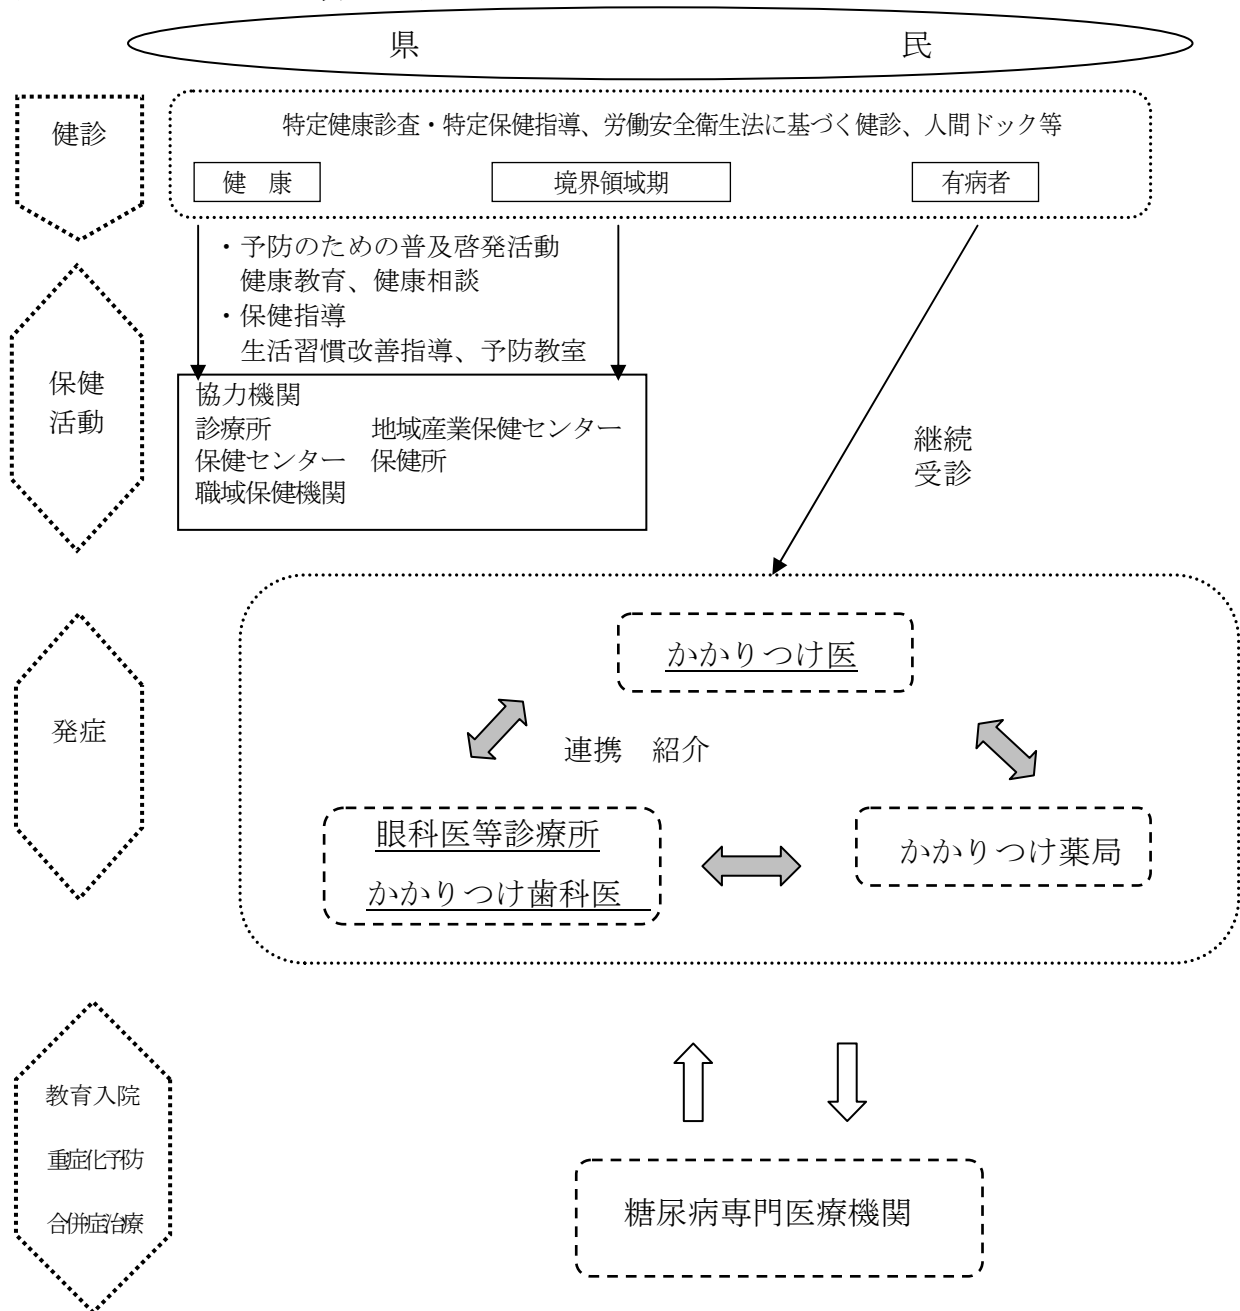 県 民
健診
特定健康診査・特定保健指導、労働安全衛生法に基づく健診、人間ドック等
健 康 境界領域期 有病者
・予防のための普及啓発活動
健康教育、健康相談
・保健指導
生活習慣改善指導、予防教室
保健
活動
協力機関
診療所 地域産業保健センター
保健センター 保健所
職域保健機関
継続
受診
かかりつけ医
発症
連携 紹介
眼科医等診療所
かかりつけ歯科医
かかりつけ薬局
教育入院
重症化予防
合併症治療
糖尿病専門医療機関